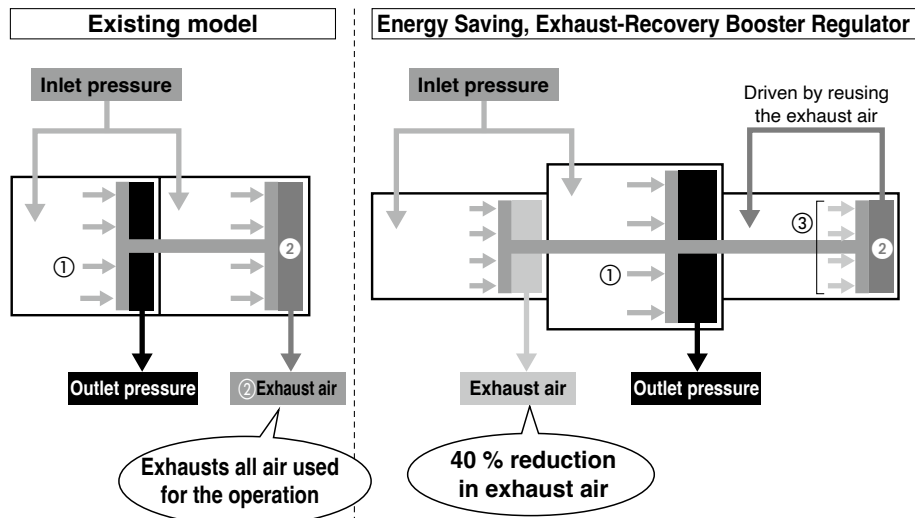 Existing model
Inlet pressure
①
②
Outlet pressure
②Exhaust air
Exhausts all air used
for the operation
Energy Saving, Exhaust-Recovery Booster Regulator
Inlet pressure
Driven by reusing
the exhaust air
①
③
②
Exhaust air
Outlet pressure
40 % reduction
in exhaust air